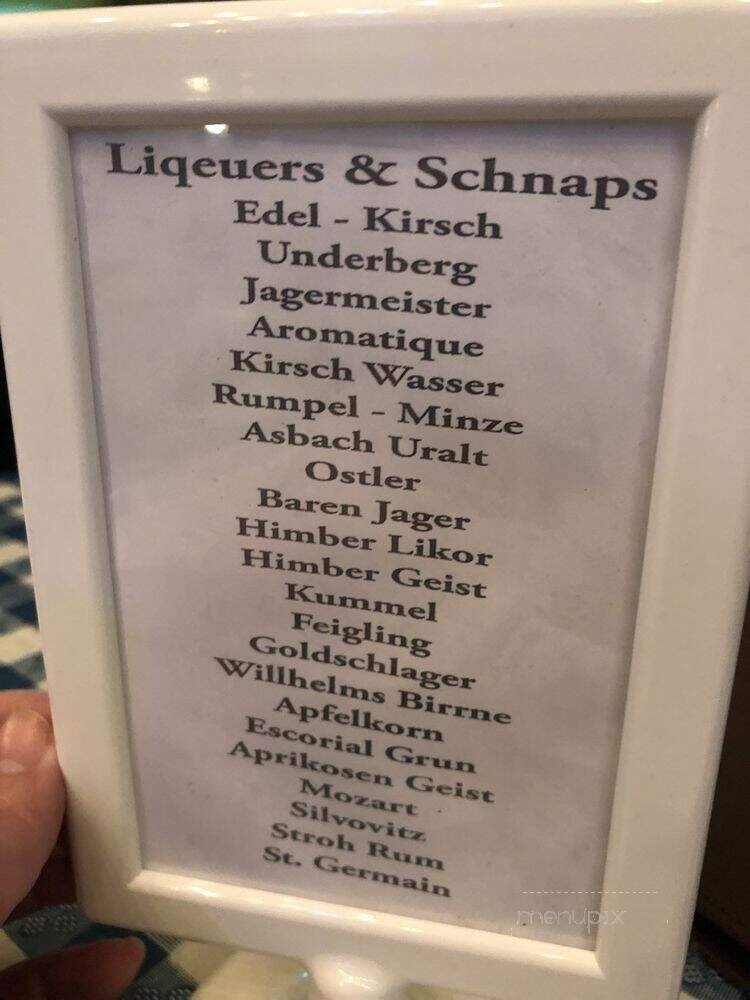 Liqeuers & Schnaps
Edel - Kirsch
Underberg
Jagermeister
Aromatique
Kirsch Wasser
Rumpel - Minze
Asbach Uralt
Ostler
Baren Jager
Himber Likor
Himber Geist
Kummel
Feigling
Goldschlager
Willhelms Birrne
Apfelkorn
Escorial Grun
Aprikosen Geist
Mozart
Silvovitz
Stroh Rum
St. Germain
menupix